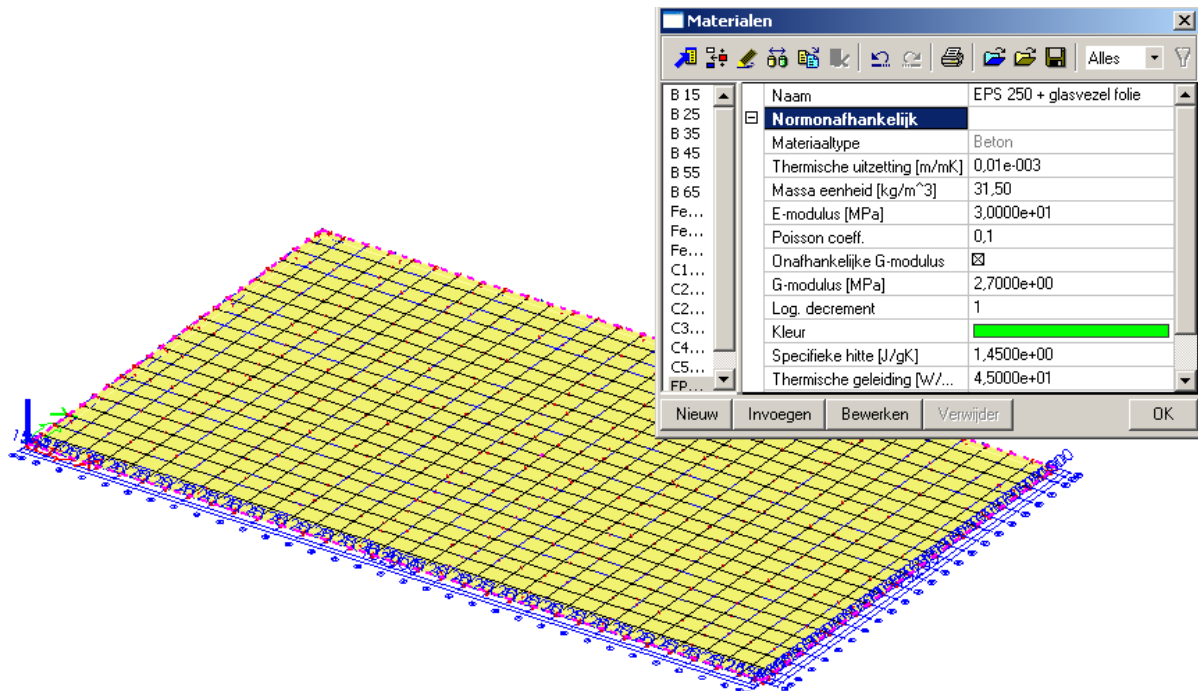 Materialen
Alles
B 15
B 25
B 35
B 45
B 55
B 65
Fe...
Fe...
Fe...
C1...
C2...
C2...
C3...
C4...
C5...
EP...
Naam EPS 250 + glasvezel folie
Normonafhankelijk
Materiaaltype Beton
Thermische uitzetting [m/mK] 0,01e-003
Massa eenheid [kg/m^3] 31,50
E-modulus [MPa] 3,0000e+01
Poisson coeff. 0,1
Onafhankelijke G-modulus
G-modulus [MPa] 2,7000e+00
Log. decrement 1
Kleur
Specifieke hitte [J/gK] 1,4500e+00
Thermische geleiding [W/... 4,5000e+01
Nieuw Invoegen Bewerken Verwijder OK